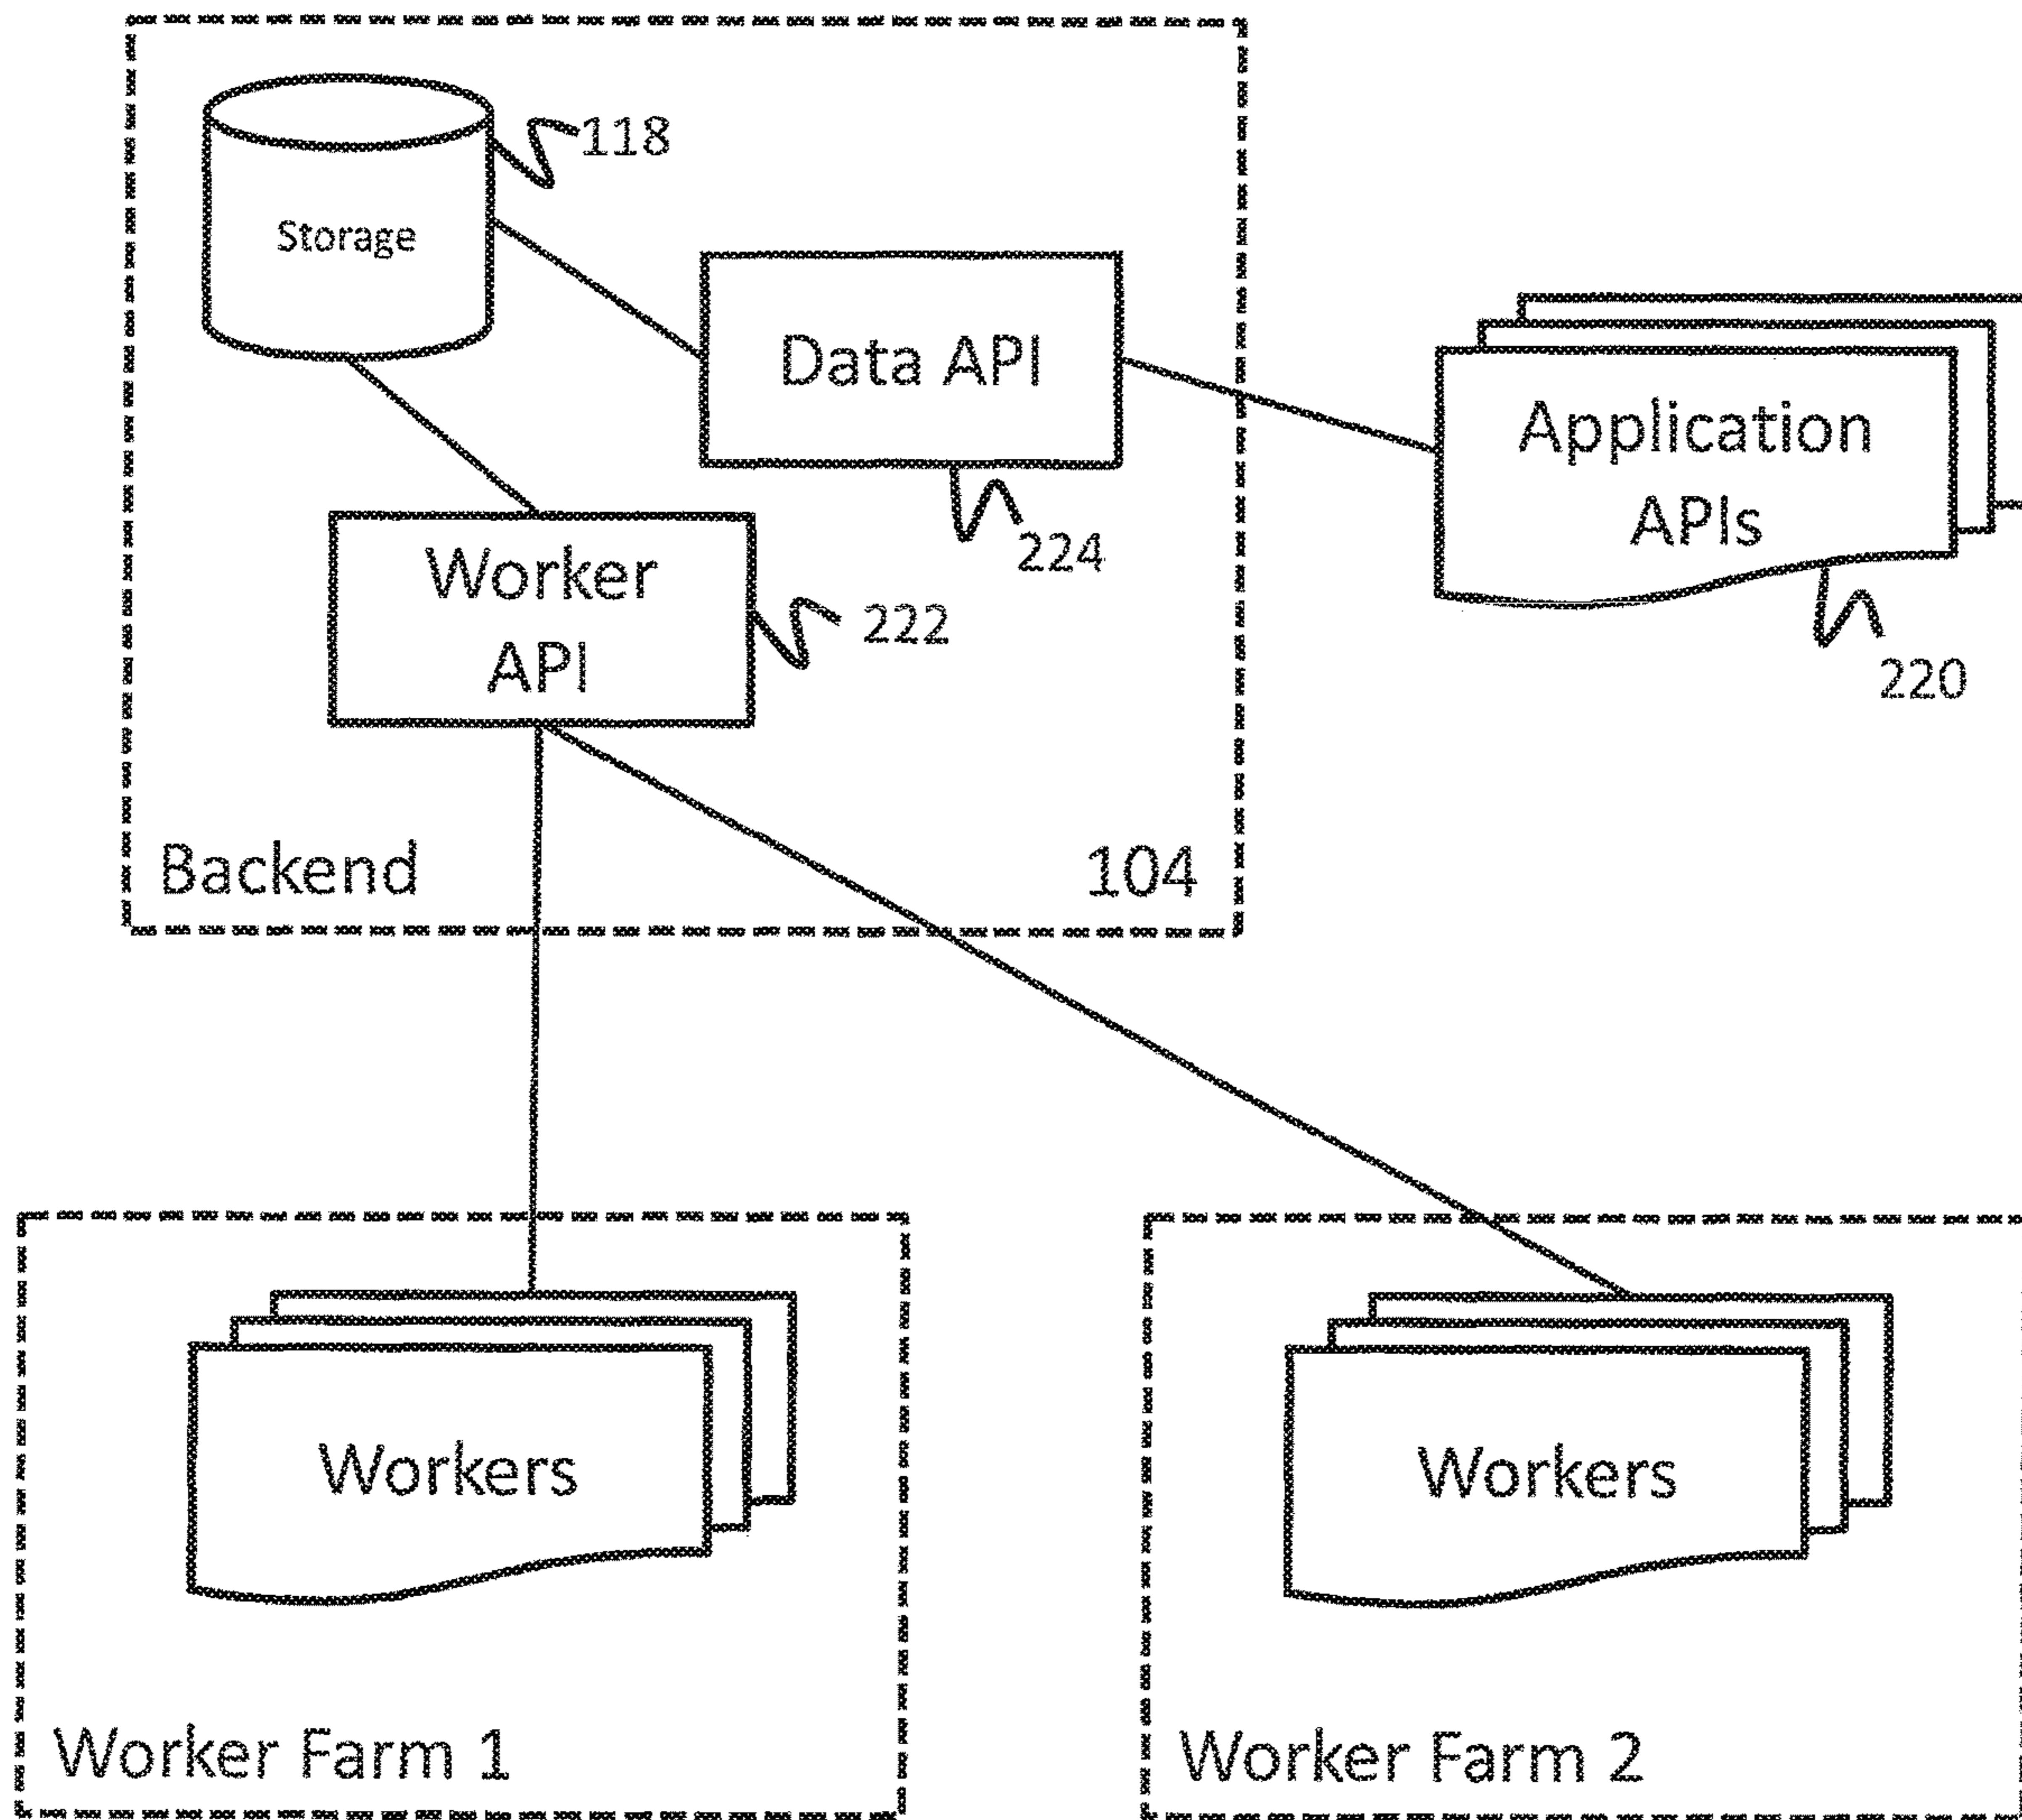 118
Storage
Data API
Application
APIs
224
Worker
API
222
220
Backend
104
Workers
Workers
Worker Farm 1
Worker Farm 2